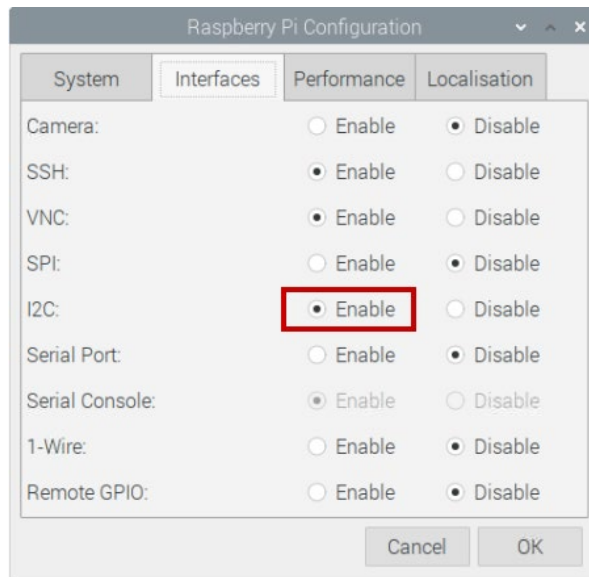 Raspberry Pi Configuration
System Interfaces Performance Localisation
Camera: Enable Disable
SSH: Enable Disable
VNC: Enable Disable
SPI: Enable Disable
I2C: Enable Disable
Serial Port: Enable Disable
Serial Console: Enable Disable
1-Wire: Enable Disable
Remote GPIO: Enable Disable
Cancel OK